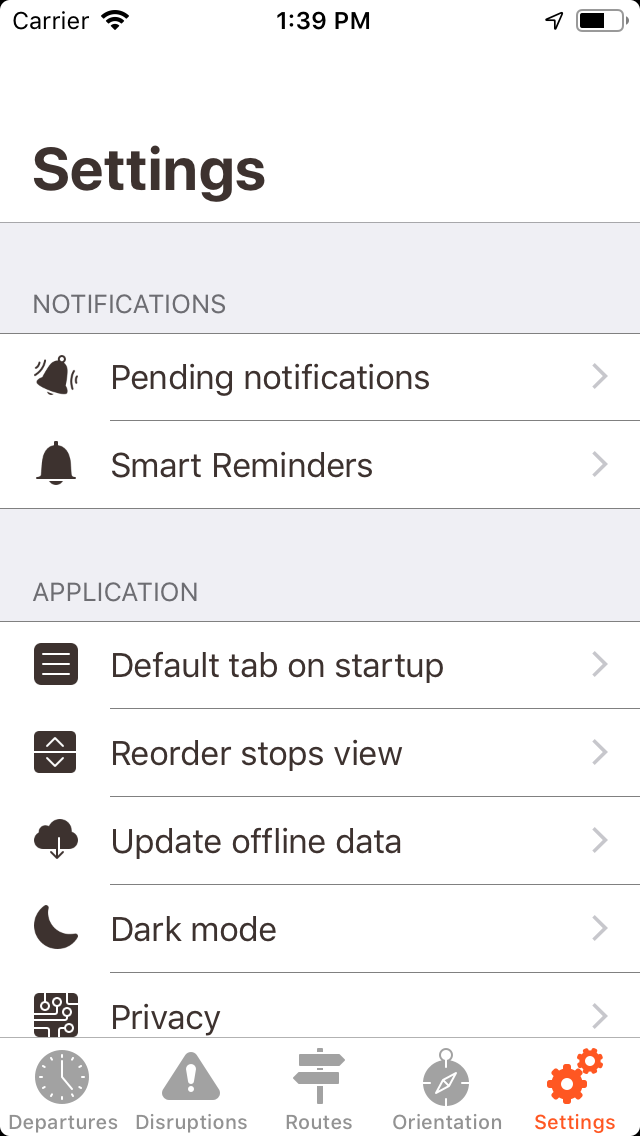 Carrier 1:39 PM
Settings
NOTIFICATIONS
Pending notifications
Smart Reminders
APPLICATION
Default tab on startup
Reorder stops view
Update offline data
Dark mode
Privacy
Departures Disruptions Routes Orientation Settings